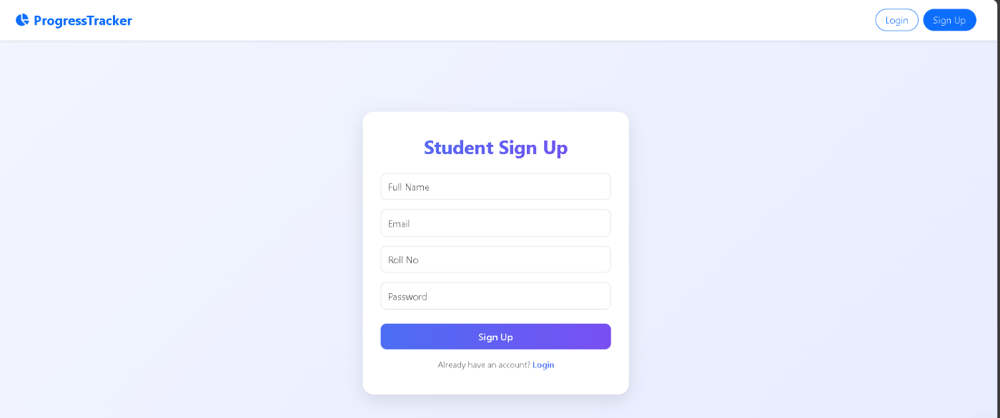 ProgressTracker
Login
Sign Up
Student Sign Up
Full Name
Email
Roll No
Password
Sign Up
Already have an account? Login